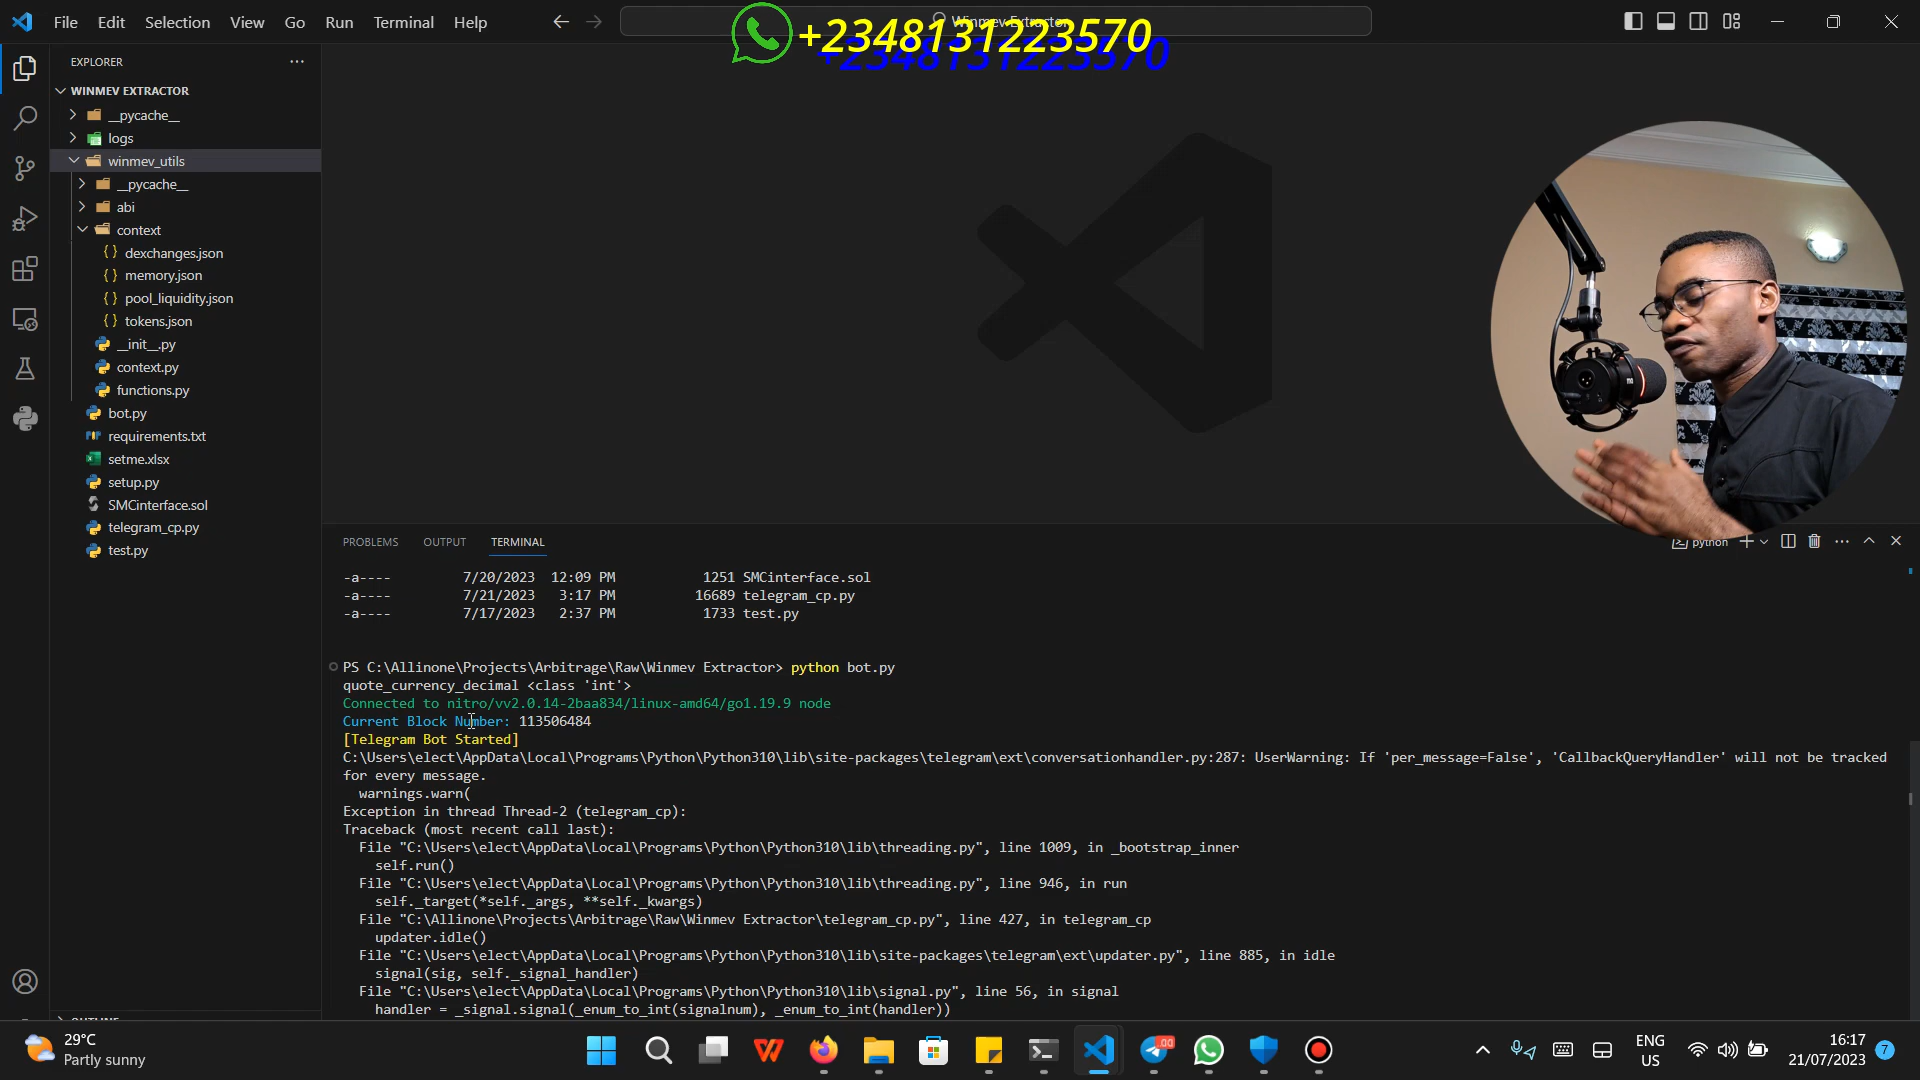 File Edit Selection View Go Run Terminal Help
Winmev Extractor
+2348131223570
+2348131223570
EXPLORER
WINMEV EXTRACTOR
__pycache__
logs
winmev_utils
__pycache__
abi
context
dexchanges.json
memory.json
pool_liquidity.json
tokens.json
__init__.py
context.py
functions.py
bot.py
requirements.txt
setme.xlsx
setup.py
SMCinterface.sol
telegram_cp.py
test.py
PROBLEMS OUTPUT TERMINAL
python
-a---- 7/20/2023 12:09 PM 1251 SMCinterface.sol
-a---- 7/21/2023 3:17 PM 16689 telegram_cp.py
-a---- 7/17/2023 2:37 PM 1733 test.py
PS C:\Allinone\Projects\Arbitrage\Raw\Winmev Extractor> python bot.py
quote_currency_decimal <class 'int'>
Connected to nitro/vv2.0.14-2baa834/linux-amd64/go1.19.9 node
Current Block Number: 113506484
[Telegram Bot Started]
C:\Users\elect\AppData\Local\Programs\Python\Python310\lib\site-packages\telegram\ext\conversationhandler.py:287: UserWarning: If 'per_message=False', 'CallbackQueryHandler' will not be tracked
for every message.
warnings.warn(
Exception in thread Thread-2 (telegram_cp):
Traceback (most recent call last):
File "C:\Users\elect\AppData\Local\Programs\Python\Python310\lib\threading.py", line 1009, in _bootstrap_inner
self.run()
File "C:\Users\elect\AppData\Local\Programs\Python\Python310\lib\threading.py", line 946, in run
self._target(*self._args, **self._kwargs)
File "C:\Allinone\Projects\Arbitrage\Raw\Winmev Extractor\telegram_cp.py", line 427, in telegram_cp
updater.idle()
File "C:\Users\elect\AppData\Local\Programs\Python\Python310\lib\site-packages\telegram\ext\updater.py", line 885, in idle
signal(sig, self._signal_handler)
File "C:\Users\elect\AppData\Local\Programs\Python\Python310\lib\signal.py", line 56, in signal
handler = _signal.signal(_enum_to_int(signalnum), _enum_to_int(handler))
OUTLINE
29°C
Partly sunny
.00
ENG
US
16:17
21/07/2023
7